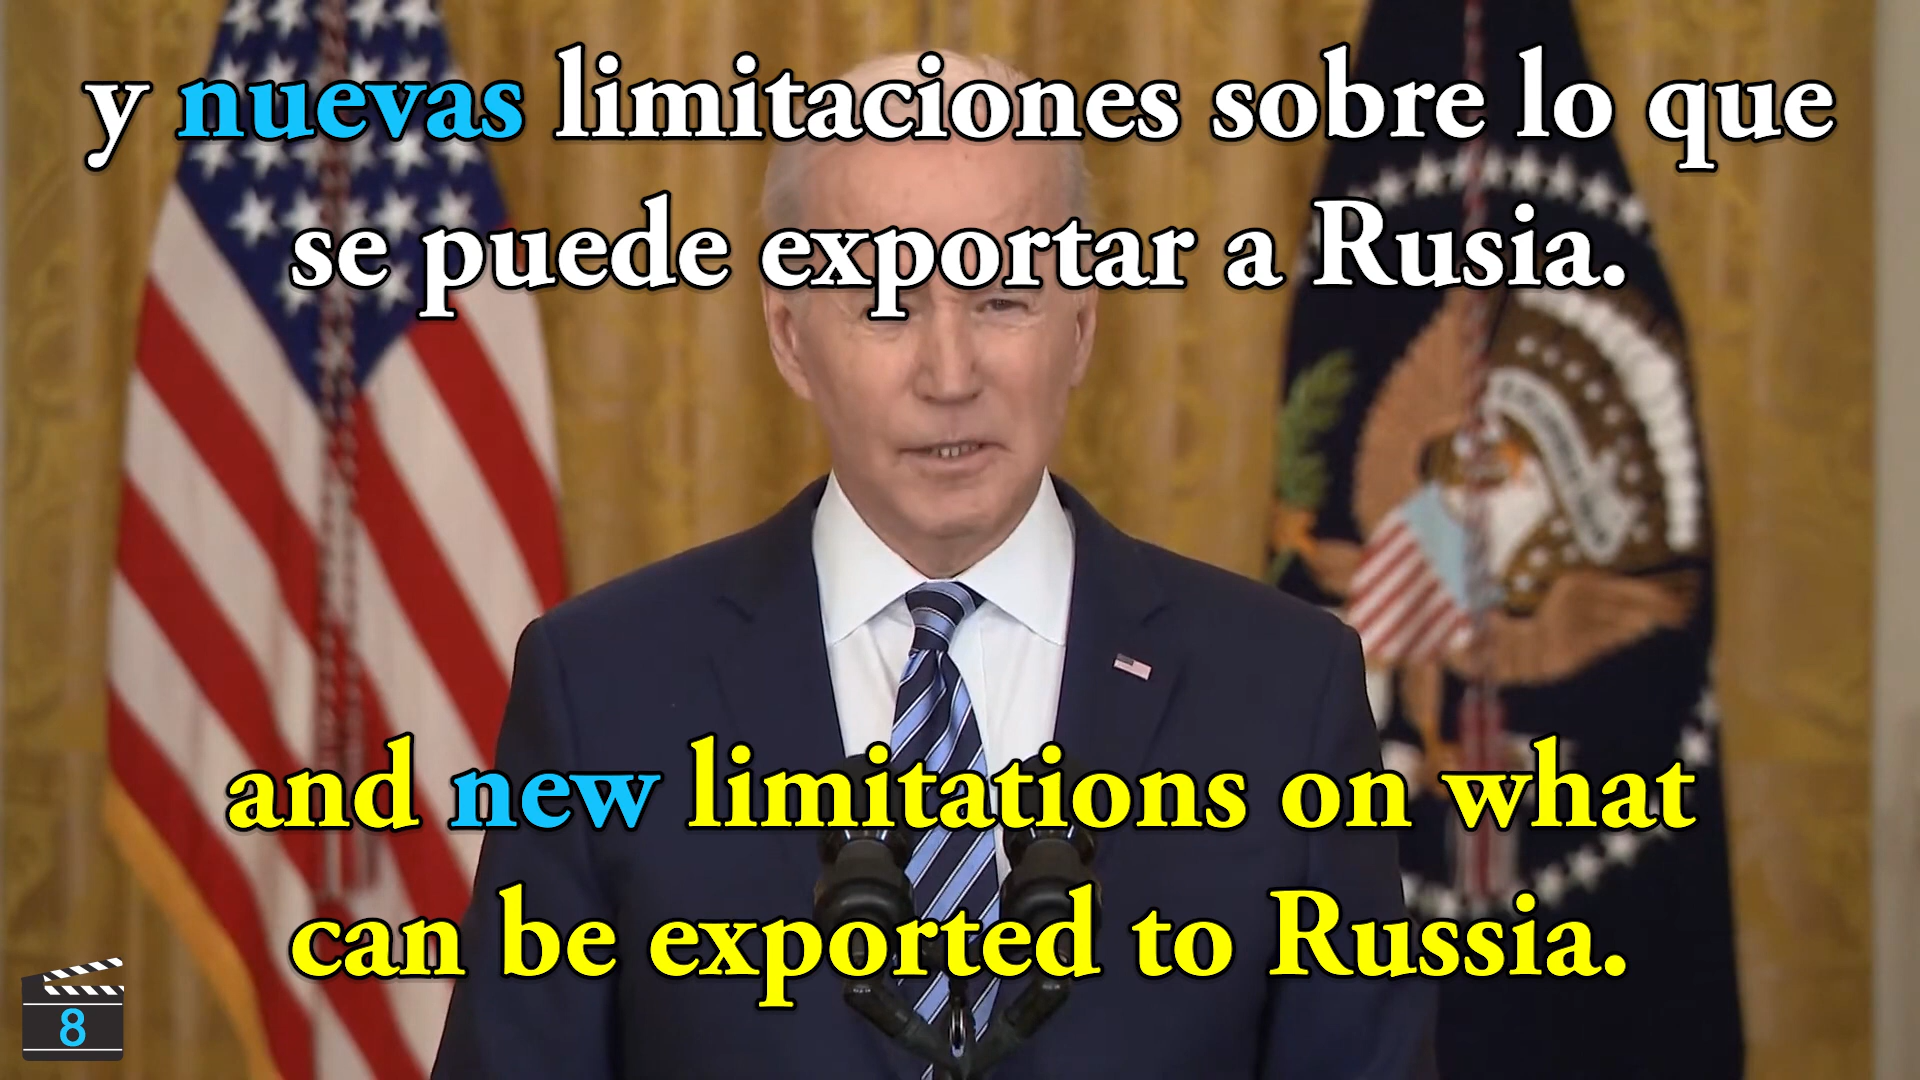 y nuevas limitaciones sobre lo que
se puede exportar a Rusia.
and new limitations on what
can be exported to Russia.
8